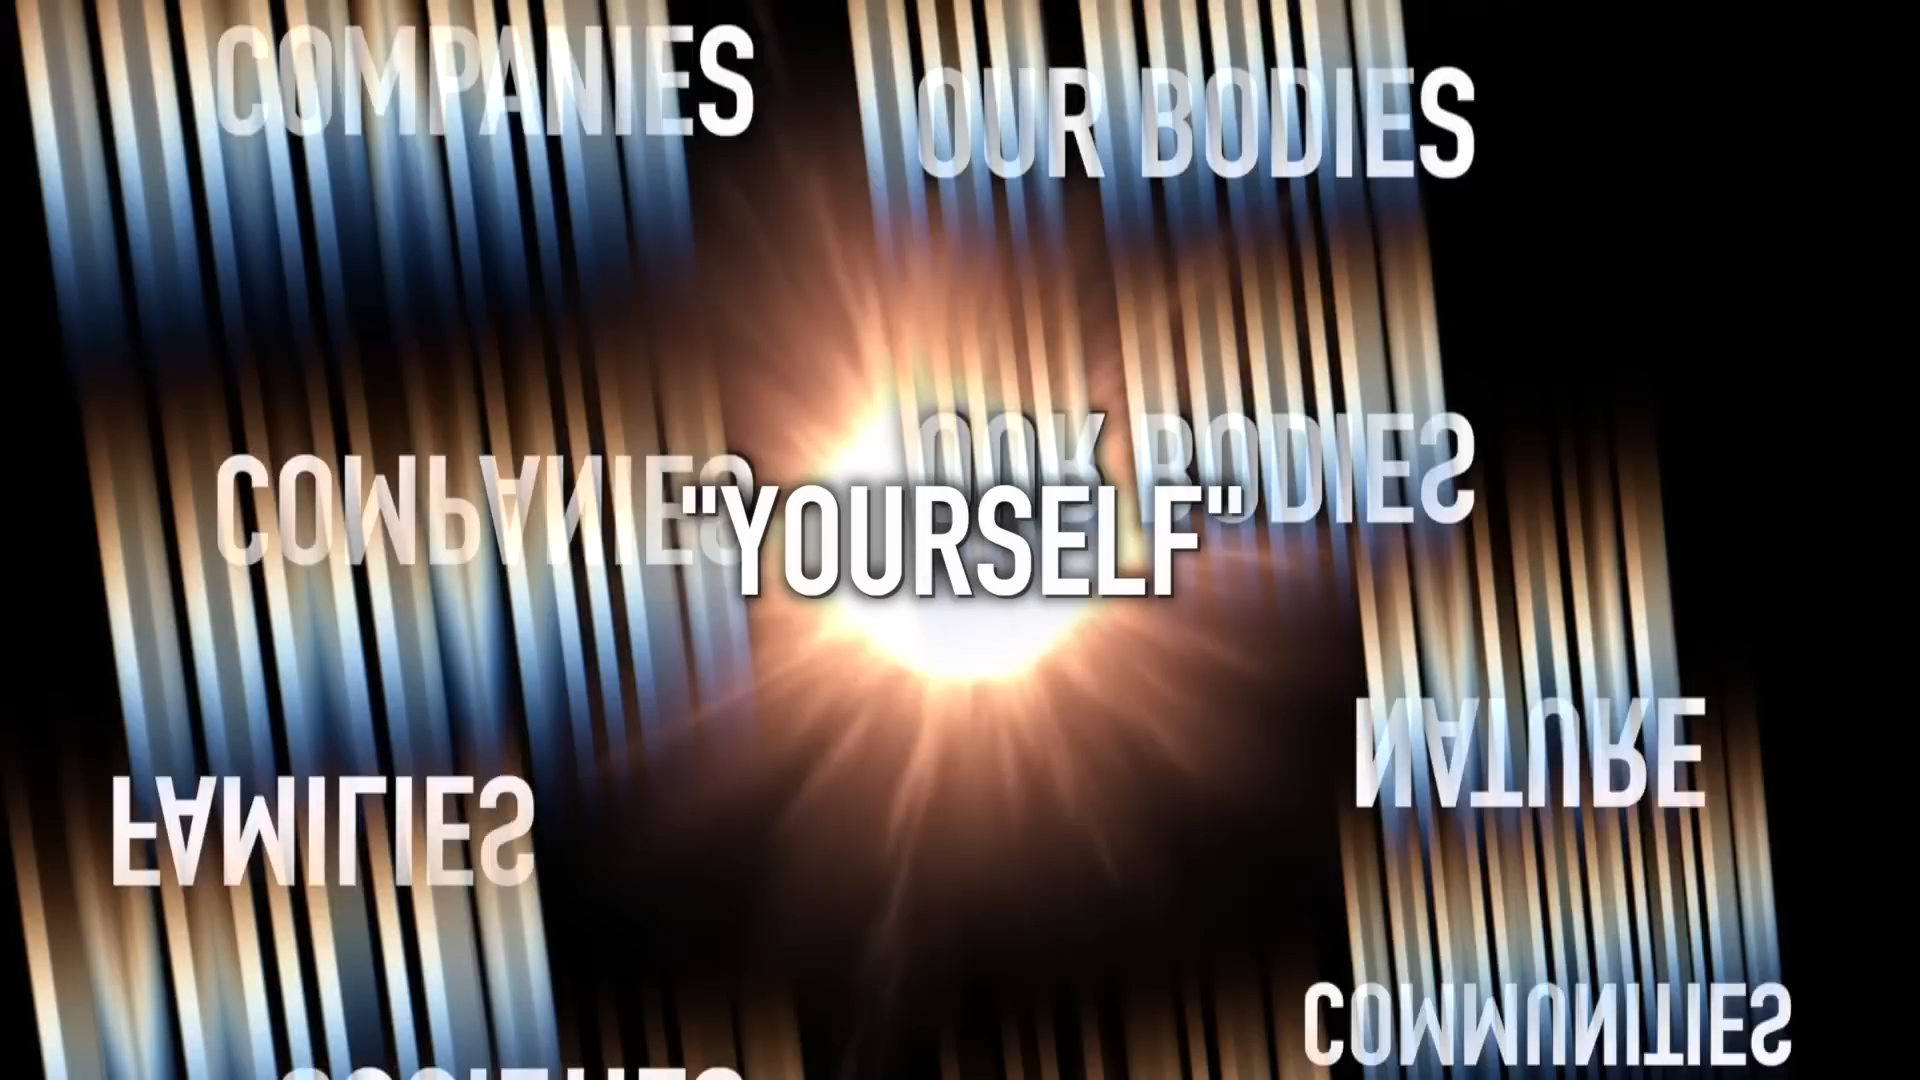 COMPANIES
OUR BODIES
OUR BODIES
COMPANIES
"YOURSELF"
NATURE
FAMILIES
COMMUNITIES